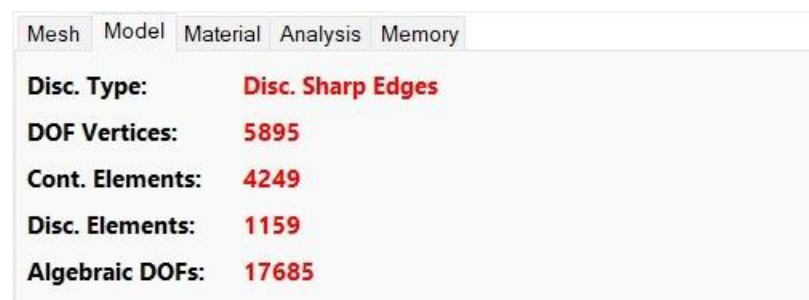 Mesh Model Material Analysis Memory
Disc. Type: Disc. Sharp Edges
DOF Vertices: 5895
Cont. Elements: 4249
Disc. Elements: 1159
Algebraic DOFs: 17685